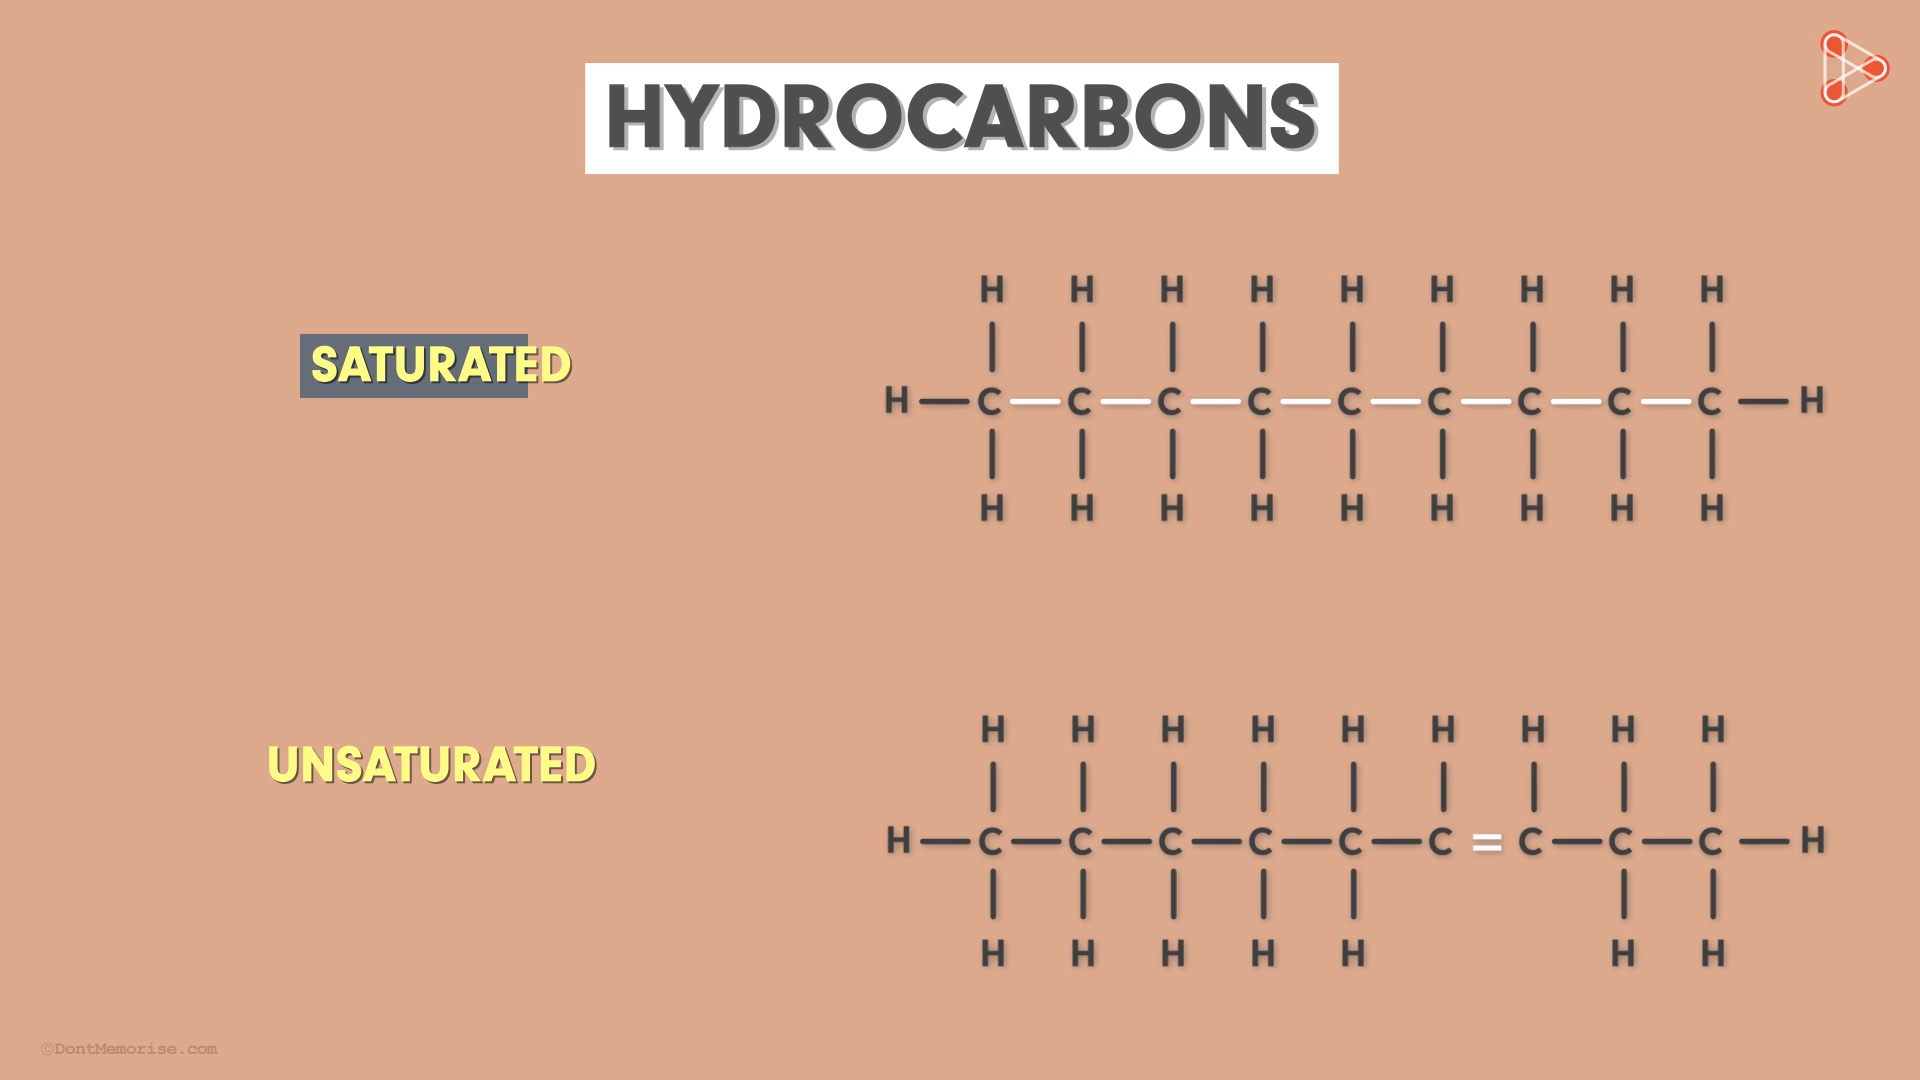 HYDROCARBONS
SATURATED
H H H H H H H H H
H C C C C C C C C C H
H H H H H H H H H
UNSATURATED
H H H H H H H H H
H C C C C C C = C C C H
H H H H H H H
©DontMemorise.com